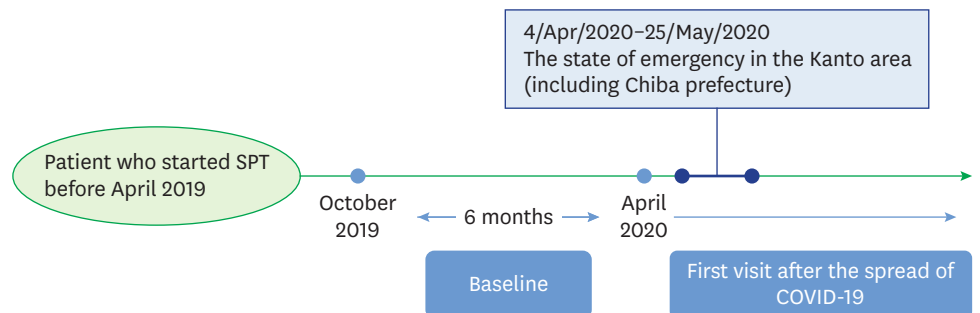 4/Apr/2020–25/May/2020
The state of emergency in the Kanto area
(including Chiba prefecture)
Patient who started SPT
before April 2019
October
2019
6 months
April
2020
Baseline
First visit after the spread of
COVID-19